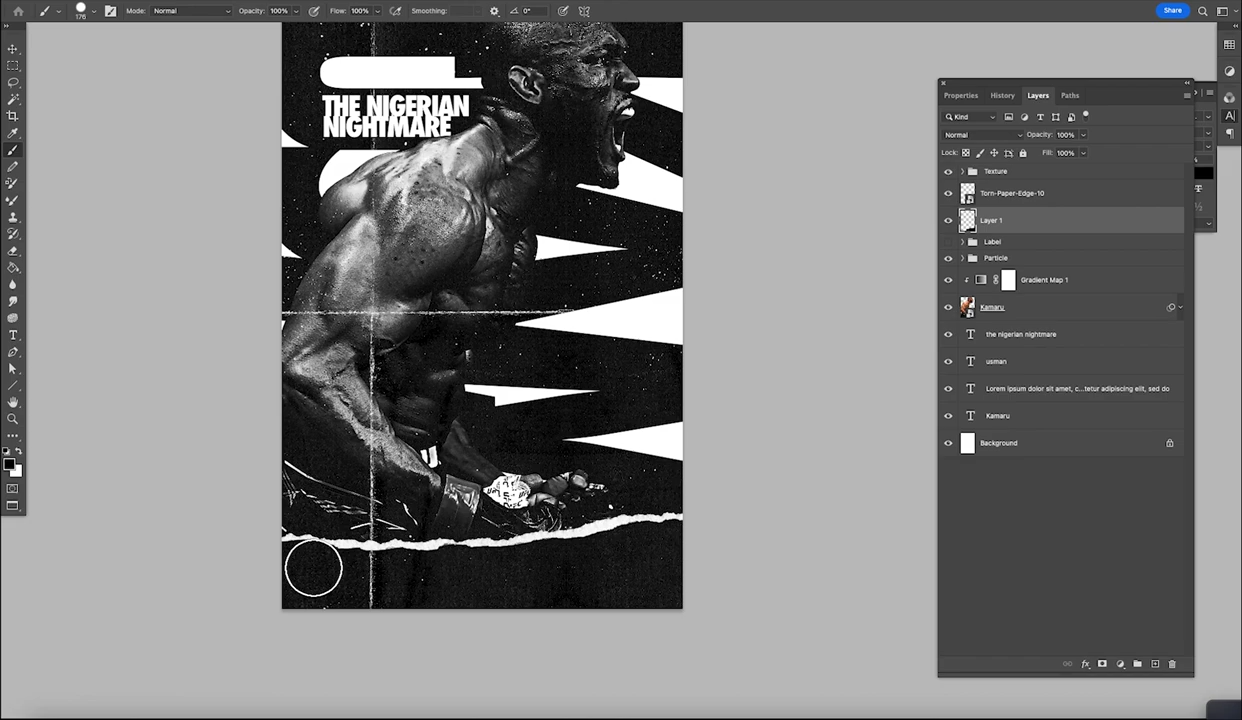 176
Mode:
Normal
Opacity:
100%
Flow:
100%
Smoothing:
0°
Share
THE NIGERIAN
NIGHTMARE
Properties
History
Layers
Paths
Kind
Normal
Opacity:
100%
Lock:
Fill:
100%
Texture
Torn-Paper-Edge-10
Layer 1
Label
Particle
Gradient Map 1
Kamaru
the nigerian nightmare
usman
Lorem ipsum dolor sit amet, c...tetur adipiscing elit, sed do
Kamaru
Background